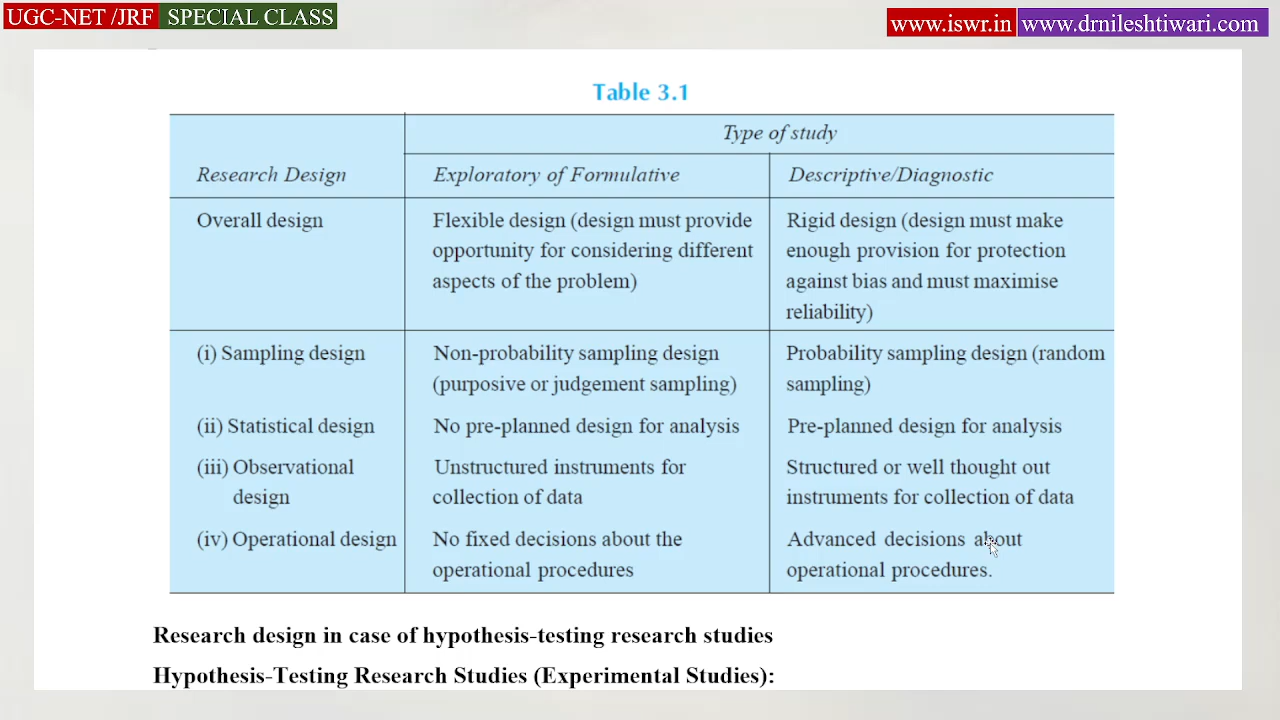 UGC-NET /JRF SPECIAL CLASS
www.iswr.in www.drnileshtiwari.com
Table 3.1
Type of study
Research Design Exploratory of Formulative Descriptive/Diagnostic
Overall design Flexible design (design must provide Rigid design (design must make
opportunity for considering different enough provision for protection
aspects of the problem) against bias and must maximise
reliability)
(i) Sampling design Non-probability sampling design Probability sampling design (random
(purposive or judgement sampling) sampling)
(ii) Statistical design No pre-planned design for analysis Pre-planned design for analysis
(iii) Observational Unstructured instruments for Structured or well thought out
design collection of data instruments for collection of data
(iv) Operational design No fixed decisions about the Advanced decisions about
operational procedures operational procedures.
Research design in case of hypothesis-testing research studies
Hypothesis-Testing Research Studies (Experimental Studies):